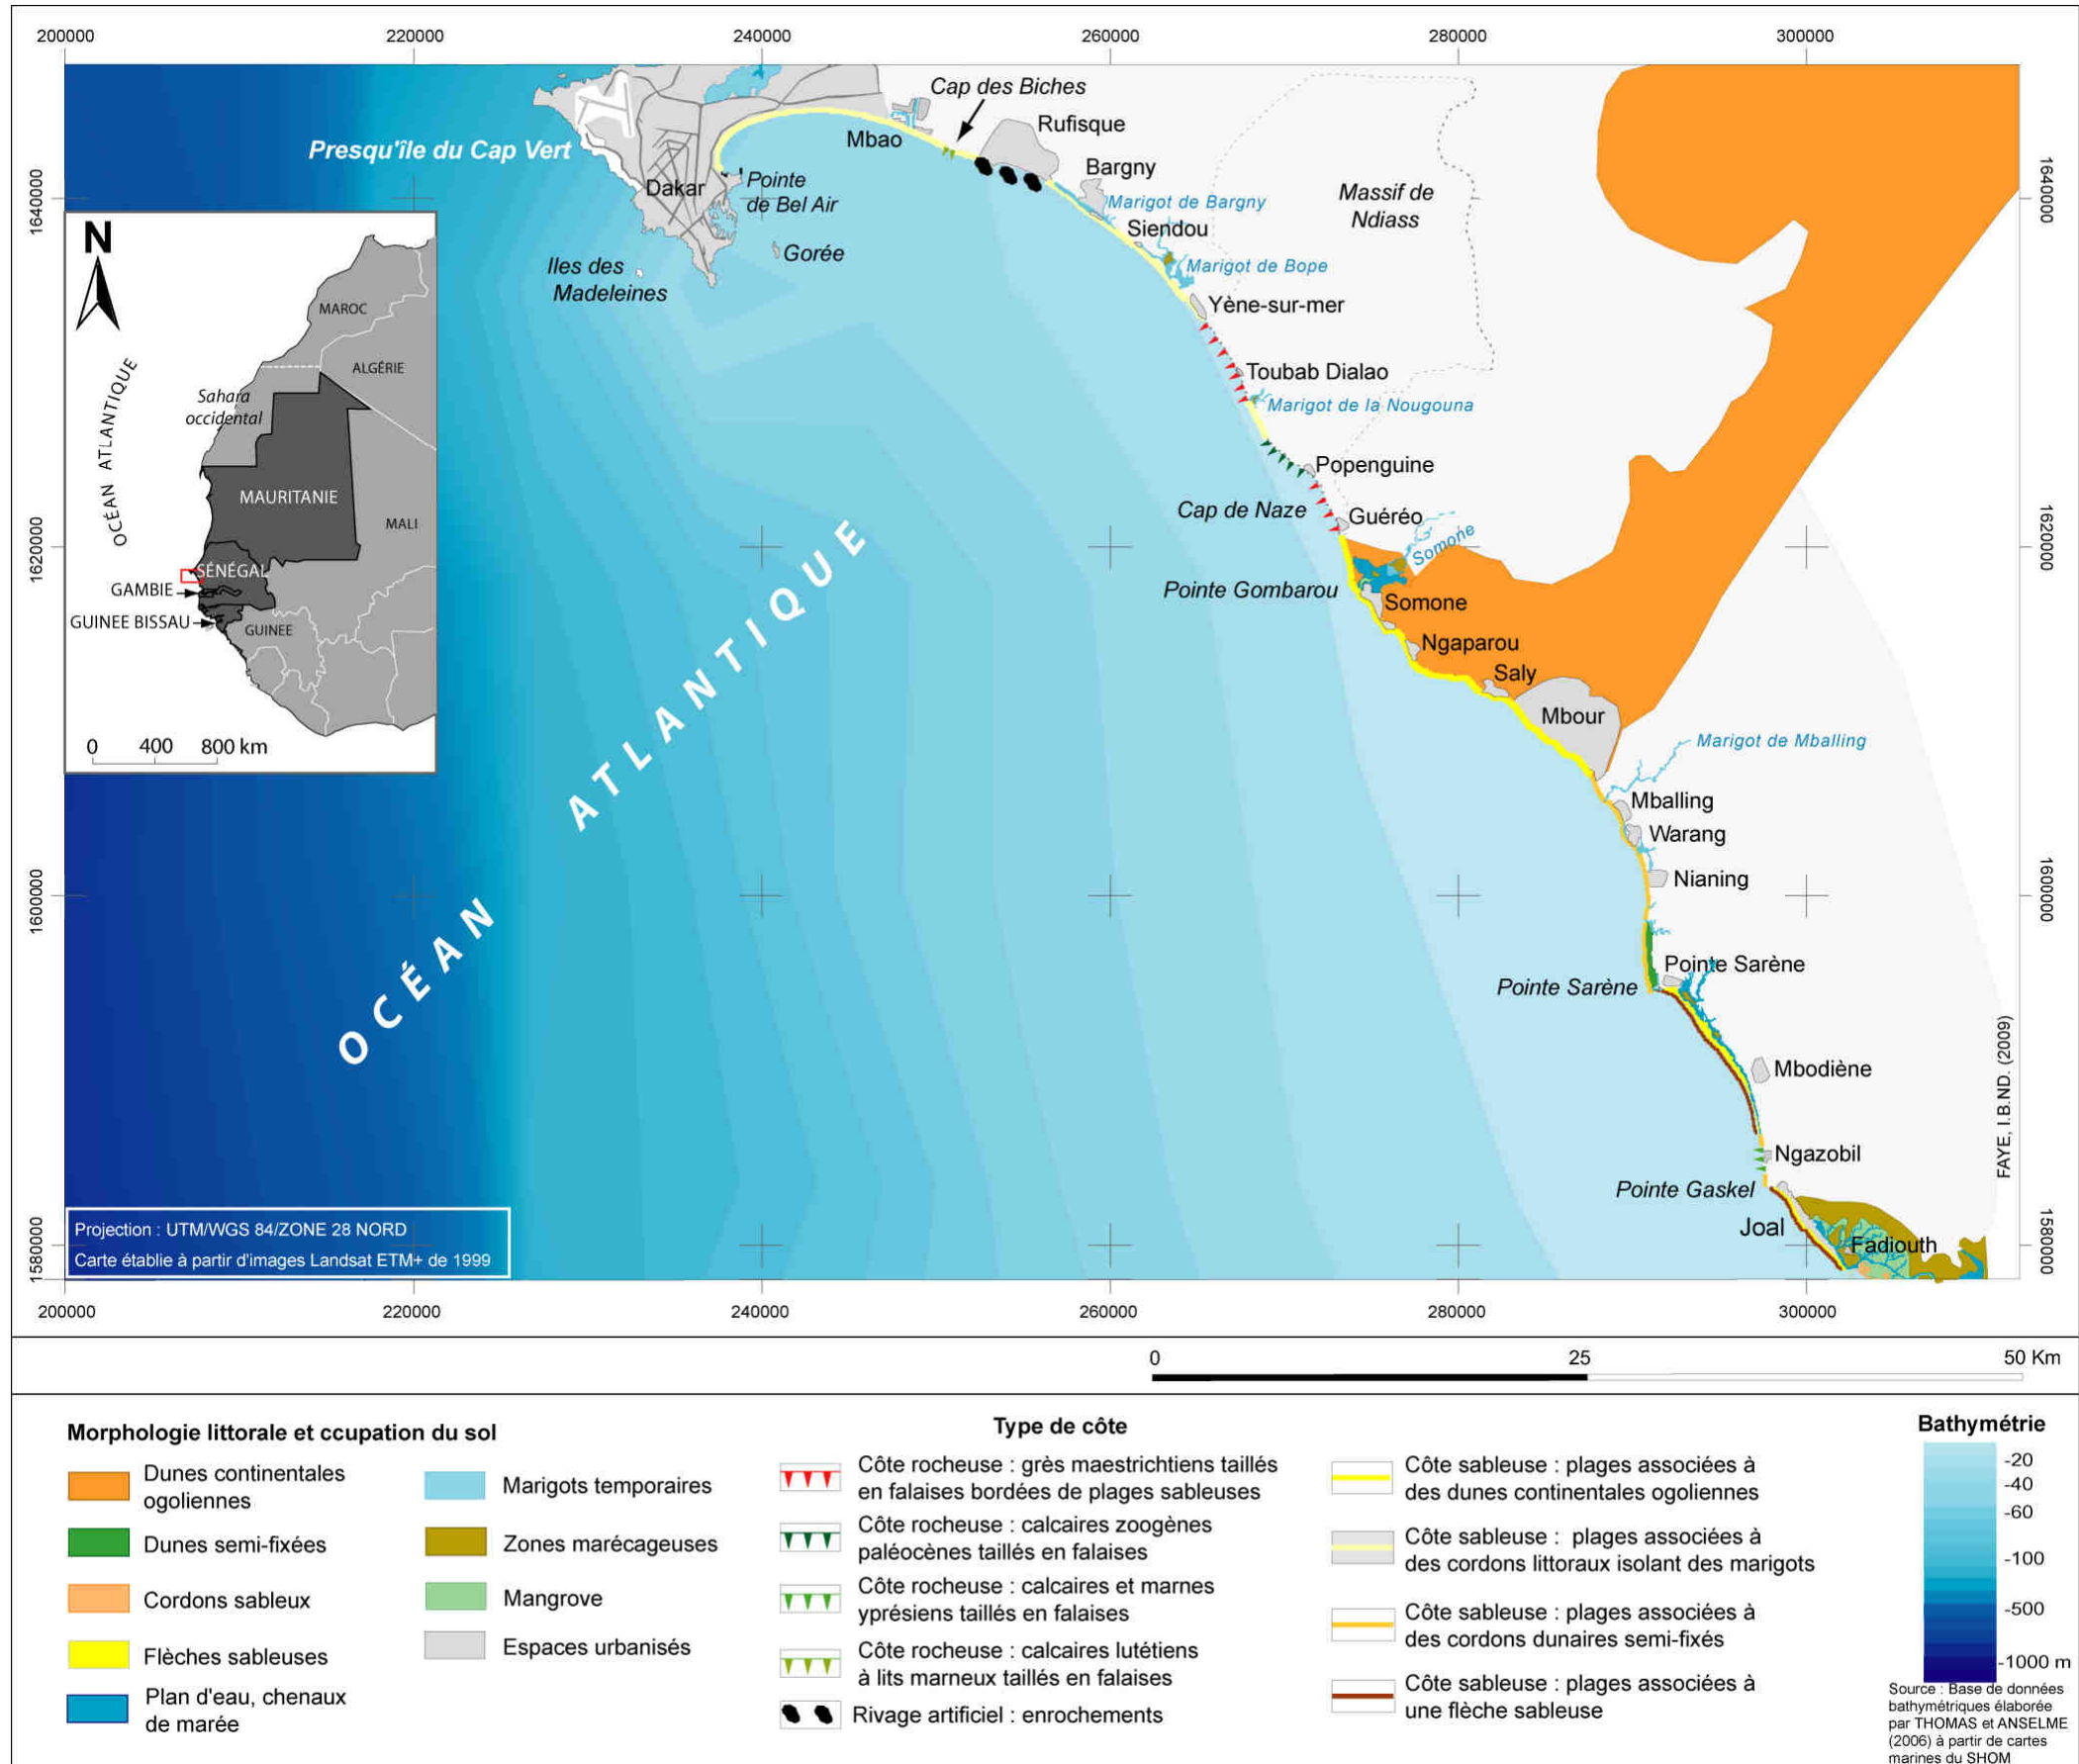 200000
220000
240000
260000
280000
300000
1640000
1620000
1600000
1580000
1640000
1620000
1600000
1580000
Presqu'île du Cap Vert
Dakar
Pointe
de Bel Air
Gorée
Iles des
Madeleines
Mbao
Cap des Biches
Rufisque
Bargny
Marigot de Bargny
Siendou
Marigot de Bope
Yène-sur-mer
Massif de
Ndiass
Toubab Dialao
Marigot de la Nougouna
Popenguine
Cap de Naze
Guéréo
Somone
Pointe Gombarou
Somone
Ngaparou
Saly
Mbour
Marigot de Mballing
Mballing
Warang
Nianing
Pointe Sarène
Pointe Sarène
Mbodiène
Ngazobil
Pointe Gaskel
Joal
Fadiouth
OCÉAN ATLANTIQUE
FAYE, I.B.ND. (2009)
N
OCÉAN ATLANTIQUE
MAROC
ALGÉRIE
Sahara
occidental
MAURITANIE
MALI
SÉNÉGAL
GAMBIE
GUINEE BISSAU
GUINEE
0 400 800 km
Projection : UTM/WGS 84/ZONE 28 NORD
Carte établie à partir d'images Landsat ETM+ de 1999
200000
220000
240000
260000
280000
300000
0 25 50 Km
Morphologie littorale et ccupation du sol
Dunes continentales
ogoliennes
Dunes semi-fixées
Cordons sableux
Flèches sableuses
Plan d'eau, chenaux
de marée
Marigots temporaires
Zones marécageuses
Mangrove
Espaces urbanisés
Type de côte
Côte rocheuse : grès maestrichtiens taillés
en falaises bordées de plages sableuses
Côte rocheuse : calcaires zoogènes
paléocènes taillés en falaises
Côte rocheuse : calcaires et marnes
yprésiens taillés en falaises
Côte rocheuse : calcaires lutétiens
à lits marneux taillés en falaises
Rivage artificiel : enrochements
Côte sableuse : plages associées à
des dunes continentales ogoliennes
Côte sableuse : plages associées à
des cordons littoraux isolant des marigots
Côte sableuse : plages associées à
des cordons dunaires semi-fixés
Côte sableuse : plages associées à
une flèche sableuse
Bathymétrie
-20
-40
-60
-100
-500
-1000 m
Source : Base de données
bathymétriques élaborée
par THOMAS et ANSELME
(2006) à partir de cartes
marines du SHOM